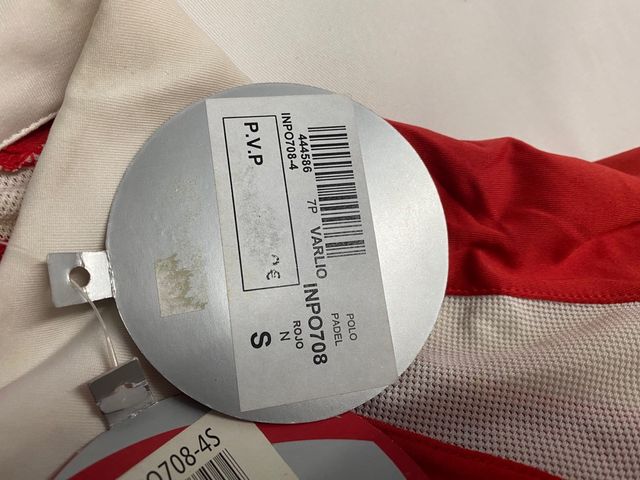 444586
INPO708-4
7P VARLIO
P.V.P
€
POLO
PADEL
INPO708
N
ROJO
S
O708-4S